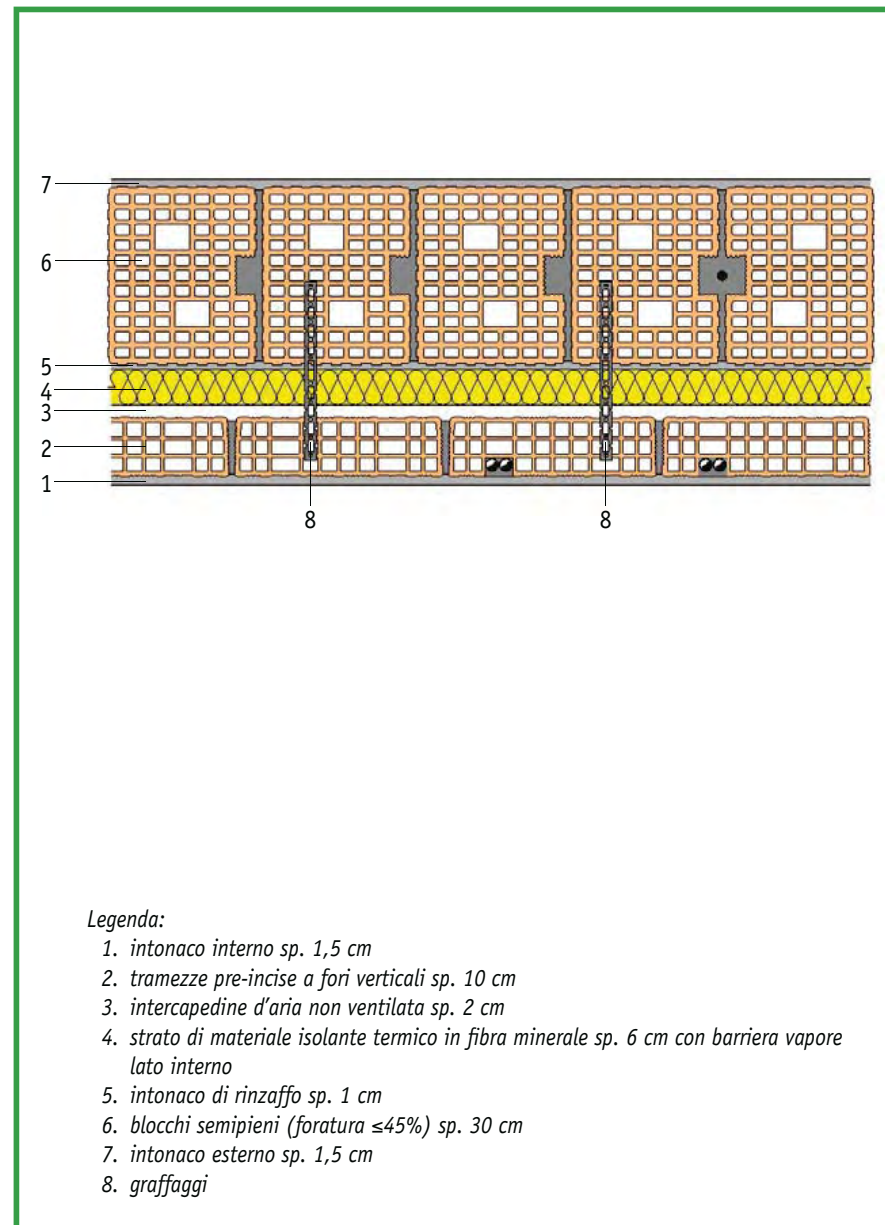 7
6
5
4
3
2
1
8 8
Legenda:
1. intonaco interno sp. 1,5 cm
2. tramezze pre-incise a fori verticali sp. 10 cm
3. intercapedine d'aria non ventilata sp. 2 cm
4. strato di materiale isolante termico in fibra minerale sp. 6 cm con barriera vapore
lato interno
5. intonaco di rinzaffo sp. 1 cm
6. blocchi semipieni (foratura ≤45%) sp. 30 cm
7. intonaco esterno sp. 1,5 cm
8. graffaggi